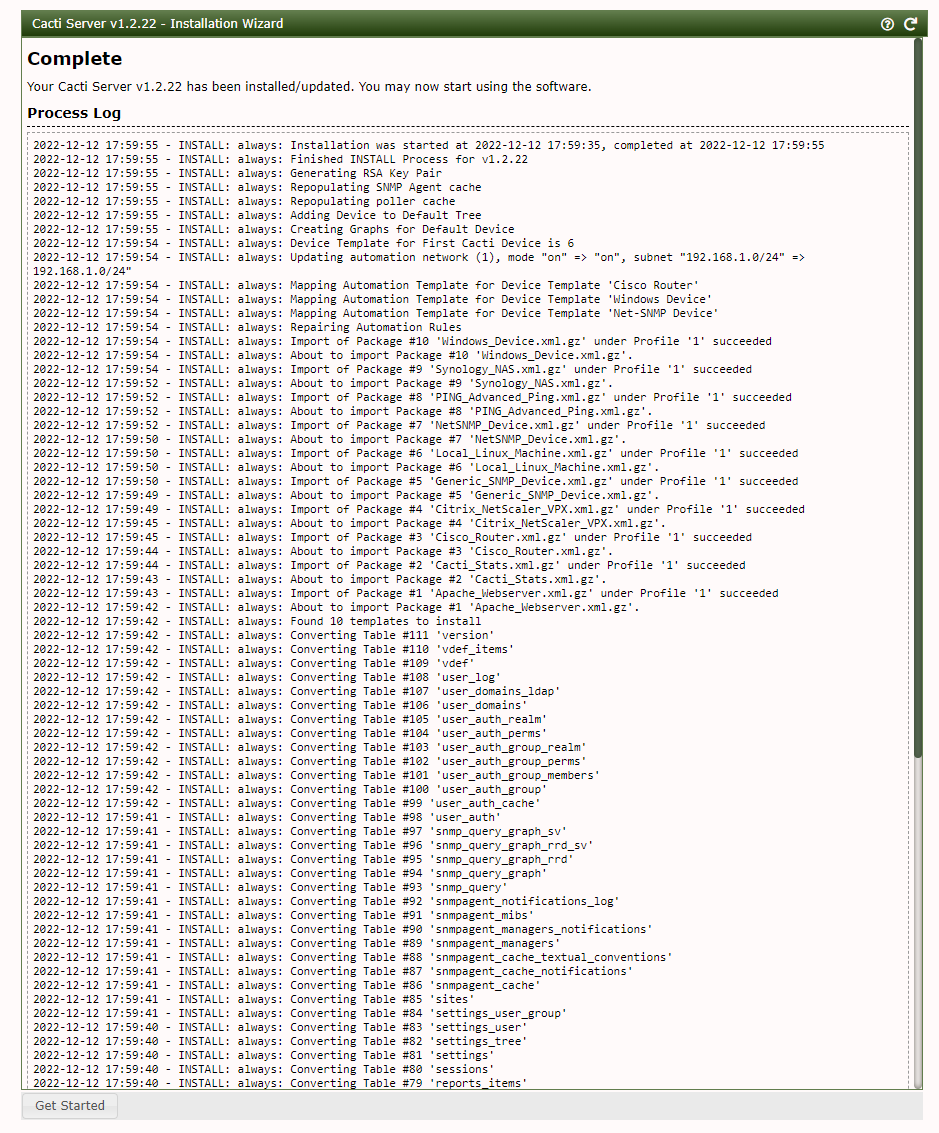 Cacti Server v1.2.22 - Installation Wizard
Complete
Your Cacti Server v1.2.22 has been installed/updated. You may now start using the software.
Process Log
2022-12-12 17:59:55 - INSTALL: always: Installation was started at 2022-12-12 17:59:35, completed at 2022-12-12 17:59:55
2022-12-12 17:59:55 - INSTALL: always: Finished INSTALL Process for v1.2.22
2022-12-12 17:59:55 - INSTALL: always: Generating RSA Key Pair
2022-12-12 17:59:55 - INSTALL: always: Repopulating SNMP Agent cache
2022-12-12 17:59:55 - INSTALL: always: Repopulating poller cache
2022-12-12 17:59:55 - INSTALL: always: Adding Device to Default Tree
2022-12-12 17:59:55 - INSTALL: always: Creating Graphs for Default Device
2022-12-12 17:59:54 - INSTALL: always: Device Template for First Cacti Device is 6
2022-12-12 17:59:54 - INSTALL: always: Updating automation network (1), mode "on" => "on", subnet "192.168.1.0/24" =>
192.168.1.0/24"
2022-12-12 17:59:54 - INSTALL: always: Mapping Automation Template for Device Template 'Cisco Router'
2022-12-12 17:59:54 - INSTALL: always: Mapping Automation Template for Device Template 'Windows Device'
2022-12-12 17:59:54 - INSTALL: always: Mapping Automation Template for Device Template 'Net-SNMP Device'
2022-12-12 17:59:54 - INSTALL: always: Repairing Automation Rules
2022-12-12 17:59:54 - INSTALL: always: Import of Package #10 'Windows_Device.xml.gz' under Profile '1' succeeded
2022-12-12 17:59:54 - INSTALL: always: About to import Package #10 'Windows_Device.xml.gz'.
2022-12-12 17:59:54 - INSTALL: always: Import of Package #9 'Synology_NAS.xml.gz' under Profile '1' succeeded
2022-12-12 17:59:52 - INSTALL: always: About to import Package #9 'Synology_NAS.xml.gz'.
2022-12-12 17:59:52 - INSTALL: always: Import of Package #8 'PING_Advanced_Ping.xml.gz' under Profile '1' succeeded
2022-12-12 17:59:52 - INSTALL: always: About to import Package #8 'PING_Advanced_Ping.xml.gz'.
2022-12-12 17:59:52 - INSTALL: always: Import of Package #7 'NetSNMP_Device.xml.gz' under Profile '1' succeeded
2022-12-12 17:59:50 - INSTALL: always: About to import Package #7 'NetSNMP_Device.xml.gz'.
2022-12-12 17:59:50 - INSTALL: always: Import of Package #6 'Local_Linux_Machine.xml.gz' under Profile '1' succeeded
2022-12-12 17:59:50 - INSTALL: always: About to import Package #6 'Local_Linux_Machine.xml.gz'.
2022-12-12 17:59:50 - INSTALL: always: Import of Package #5 'Generic_SNMP_Device.xml.gz' under Profile '1' succeeded
2022-12-12 17:59:49 - INSTALL: always: About to import Package #5 'Generic_SNMP_Device.xml.gz'.
2022-12-12 17:59:49 - INSTALL: always: Import of Package #4 'Citrix_NetScaler_VPX.xml.gz' under Profile '1' succeeded
2022-12-12 17:59:45 - INSTALL: always: About to import Package #4 'Citrix_NetScaler_VPX.xml.gz'.
2022-12-12 17:59:45 - INSTALL: always: Import of Package #3 'Cisco_Router.xml.gz' under Profile '1' succeeded
2022-12-12 17:59:44 - INSTALL: always: About to import Package #3 'Cisco_Router.xml.gz'.
2022-12-12 17:59:44 - INSTALL: always: Import of Package #2 'Cacti_Stats.xml.gz' under Profile '1' succeeded
2022-12-12 17:59:43 - INSTALL: always: About to import Package #2 'Cacti_Stats.xml.gz'.
2022-12-12 17:59:43 - INSTALL: always: Import of Package #1 'Apache_Webserver.xml.gz' under Profile '1' succeeded
2022-12-12 17:59:42 - INSTALL: always: About to import Package #1 'Apache_Webserver.xml.gz'.
2022-12-12 17:59:42 - INSTALL: always: Found 10 templates to install
2022-12-12 17:59:42 - INSTALL: always: Converting Table #111 'version'
2022-12-12 17:59:42 - INSTALL: always: Converting Table #110 'vdef_items'
2022-12-12 17:59:42 - INSTALL: always: Converting Table #109 'vdef'
2022-12-12 17:59:42 - INSTALL: always: Converting Table #108 'user_log'
2022-12-12 17:59:42 - INSTALL: always: Converting Table #107 'user_domains_ldap'
2022-12-12 17:59:42 - INSTALL: always: Converting Table #106 'user_domains'
2022-12-12 17:59:42 - INSTALL: always: Converting Table #105 'user_auth_realm'
2022-12-12 17:59:42 - INSTALL: always: Converting Table #104 'user_auth_perms'
2022-12-12 17:59:42 - INSTALL: always: Converting Table #103 'user_auth_group_realm'
2022-12-12 17:59:42 - INSTALL: always: Converting Table #102 'user_auth_group_perms'
2022-12-12 17:59:42 - INSTALL: always: Converting Table #101 'user_auth_group_members'
2022-12-12 17:59:42 - INSTALL: always: Converting Table #100 'user_auth_group'
2022-12-12 17:59:42 - INSTALL: always: Converting Table #99 'user_auth_cache'
2022-12-12 17:59:41 - INSTALL: always: Converting Table #98 'user_auth'
2022-12-12 17:59:41 - INSTALL: always: Converting Table #97 'snmp_query_graph_sv'
2022-12-12 17:59:41 - INSTALL: always: Converting Table #96 'snmp_query_graph_rrd_sv'
2022-12-12 17:59:41 - INSTALL: always: Converting Table #95 'snmp_query_graph_rrd'
2022-12-12 17:59:41 - INSTALL: always: Converting Table #94 'snmp_query_graph'
2022-12-12 17:59:41 - INSTALL: always: Converting Table #93 'snmp_query'
2022-12-12 17:59:41 - INSTALL: always: Converting Table #92 'snmpagent_notifications_log'
2022-12-12 17:59:41 - INSTALL: always: Converting Table #91 'snmpagent_mibs'
2022-12-12 17:59:41 - INSTALL: always: Converting Table #90 'snmpagent_managers_notifications'
2022-12-12 17:59:41 - INSTALL: always: Converting Table #89 'snmpagent_managers'
2022-12-12 17:59:41 - INSTALL: always: Converting Table #88 'snmpagent_cache_textual_conventions'
2022-12-12 17:59:41 - INSTALL: always: Converting Table #87 'snmpagent_cache_notifications'
2022-12-12 17:59:41 - INSTALL: always: Converting Table #86 'snmpagent_cache'
2022-12-12 17:59:41 - INSTALL: always: Converting Table #85 'sites'
2022-12-12 17:59:41 - INSTALL: always: Converting Table #84 'settings_user_group'
2022-12-12 17:59:40 - INSTALL: always: Converting Table #83 'settings_user'
2022-12-12 17:59:40 - INSTALL: always: Converting Table #82 'settings_tree'
2022-12-12 17:59:40 - INSTALL: always: Converting Table #81 'settings'
2022-12-12 17:59:40 - INSTALL: always: Converting Table #80 'sessions'
2022-12-12 17:59:40 - INSTALL: always: Converting Table #79 'reports_items'
Get Started